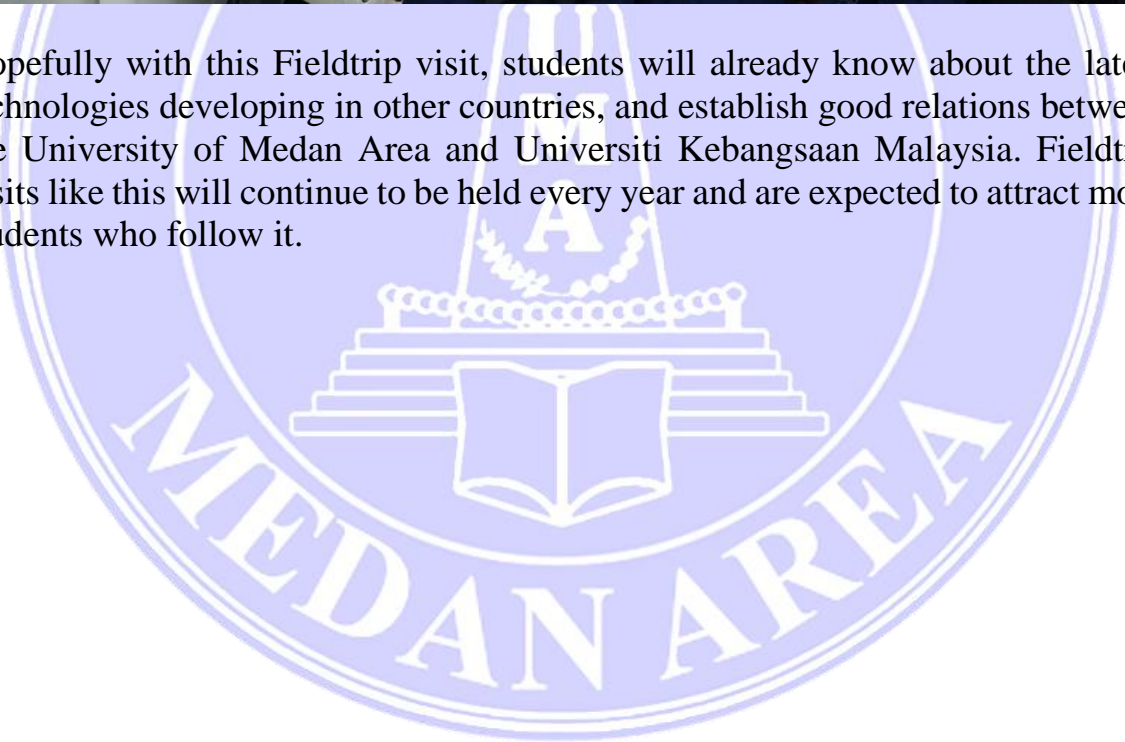 opefully with this Fieldtrip visit, students will already know about the late
chnologies developing in other countries, and establish good relations betwe
e University of Medan Area and Universiti Kebangsaan Malaysia. Fieldt
sits like this will continue to be held every year and are expected to attract mo
udents who follow it.
U
M
A
MEDAN AREA